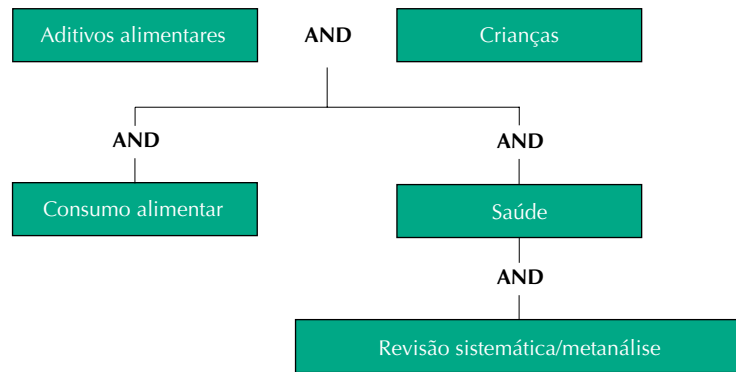 Aditivos alimentares AND Crianças
AND AND
Consumo alimentar Saúde
AND
Revisão sistemática/metanálise